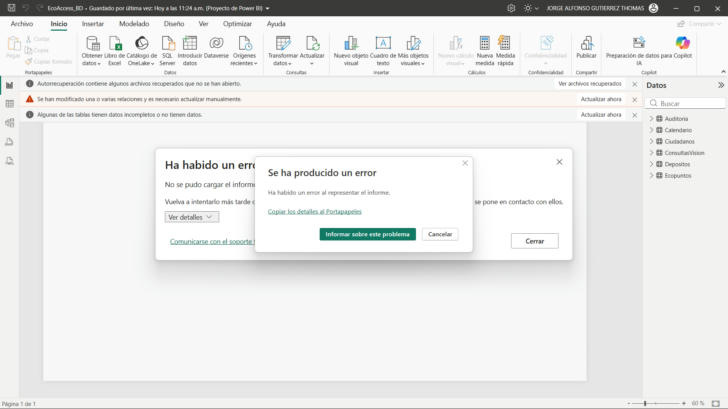 EcoAccess_BD • Guardado por última vez: Hoy a las 11:24 a.m. (Proyecto de Power BI)
JORGE ALFONSO GUTIERREZ THOMAS
Archivo Inicio Insertar Modelado Diseño Ver Optimizar Ayuda
Compartir
Pegar
Cortar
Copiar
Copiar formato
Portapapeles
Obtener datos
Libro de Excel
Catálogo de OneLake
SQL Server
Introducir datos
Dataverse
Orígenes recientes
Datos
Transformar datos
Actualizar
Consultas
Nuevo objeto visual
Cuadro de texto
Más objetos visuales
Insertar
Nuevo cálculo visual
Nueva medida
Medida rápida
Cálculos
Confidencialidad
Confidencialidad
Publicar
Compartir
Preparación de datos para IA
Copilot
Copilot
Autorrecuperación contiene algunos archivos recuperados que no se han abierto.
Ver archivos recuperados
Se han modificado una o varias relaciones y es necesario actualizar manualmente.
Actualizar ahora
Algunas de las tablas tienen datos incompletos o no tienen datos.
Actualizar ahora
Datos
Buscar
Auditoria
Calendario
Ciudadanos
ConsultasVision
Depositos
Ecopuntos
Ha habido un erro
No se pudo cargar el informe
Vuelva a intentarlo más tarde
se pone en contacto con ellos.
Ver detalles
Comunicarse con el soporte
Cerrar
Se ha producido un error
Ha habido un error al representar el informe.
Copiar los detalles al Portapapeles
Informar sobre este problema
Cancelar
Página 1 de 1
60 %